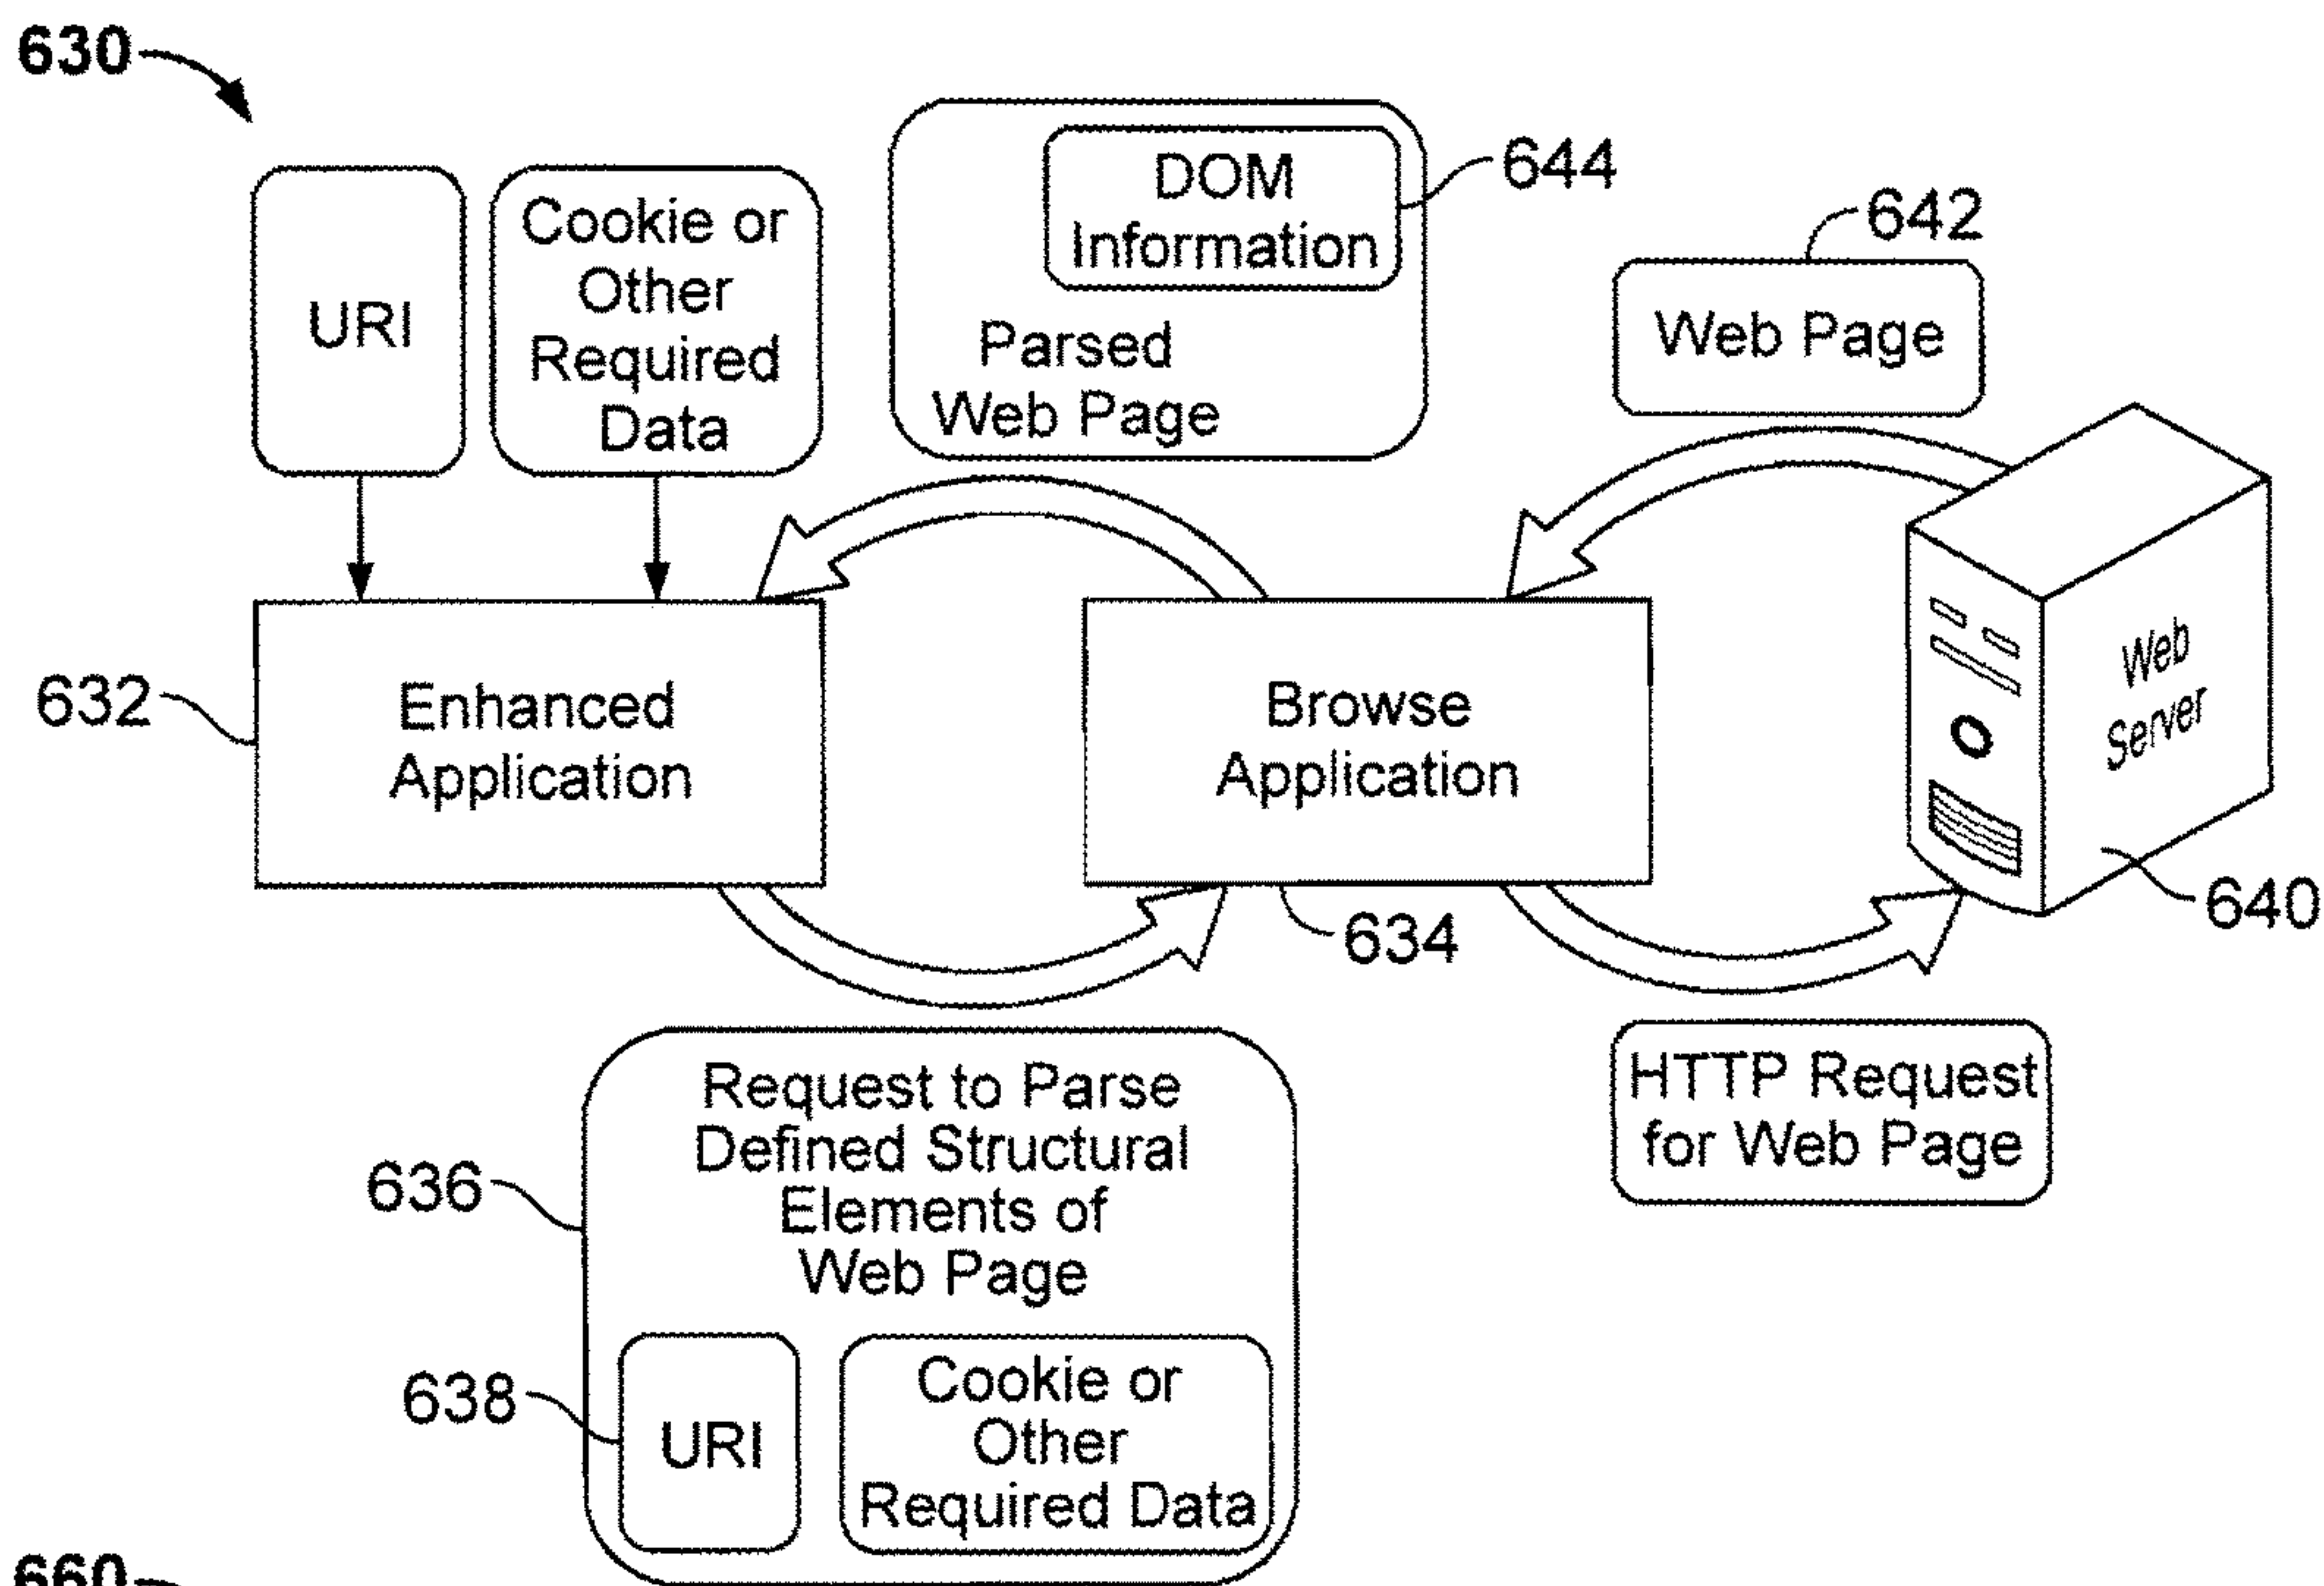 630
URI
Cookie or
Other
Required
Data
DOM
Information
Parsed
Web Page
644
642
Web Page
632
Enhanced
Application
Browse
Application
634
Web
Server
640
636
Request to Parse
Defined Structural
Elements of
Web Page
638
URI
Cookie or
Other
Required Data
HTTP Request
for Web Page
660